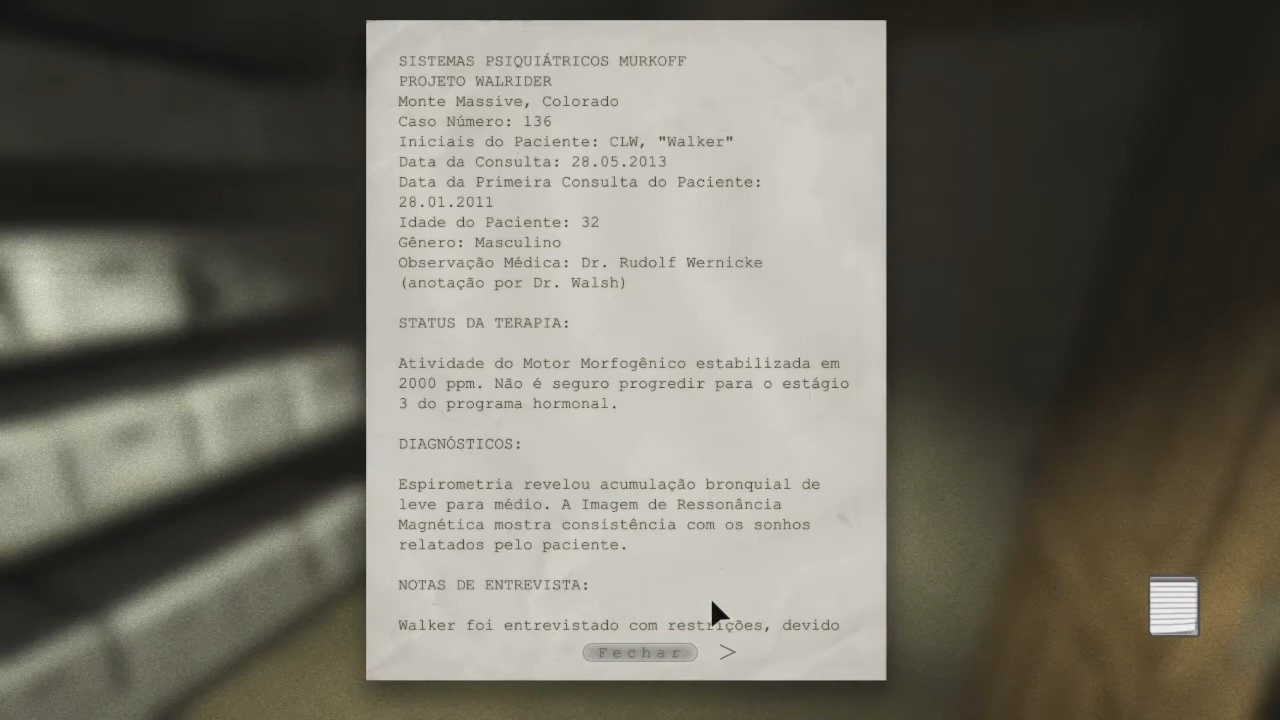 SISTEMAS PSIQUIÁTRICOS MURKOFF
PROJETO WALRIDER
Monte Massive, Colorado
Caso Número: 136
Iniciais do Paciente: CLW, "Walker"
Data da Consulta: 28.05.2013
Data da Primeira Consulta do Paciente:
28.01.2011
Idade do Paciente: 32
Gênero: Masculino
Observação Médica: Dr. Rudolf Wernicke
(anotação por Dr. Walsh)
STATUS DA TERAPIA:
Atividade do Motor Morfogênico estabilizada em
2000 ppm. Não é seguro progredir para o estágio
3 do programa hormonal.
DIAGNÓSTICOS:
Espirometria revelou acumulação bronquial de
leve para médio. A Imagem de Ressonância
Magnética mostra consistência com os sonhos
relatados pelo paciente.
NOTAS DE ENTREVISTA:
Walker foi entrevistado com restrições, devido
Fechar >